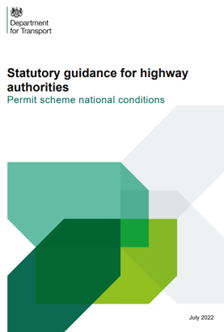 Department
for Transport
Statutory guidance for highway
authorities
Permit scheme national conditions
July 2022